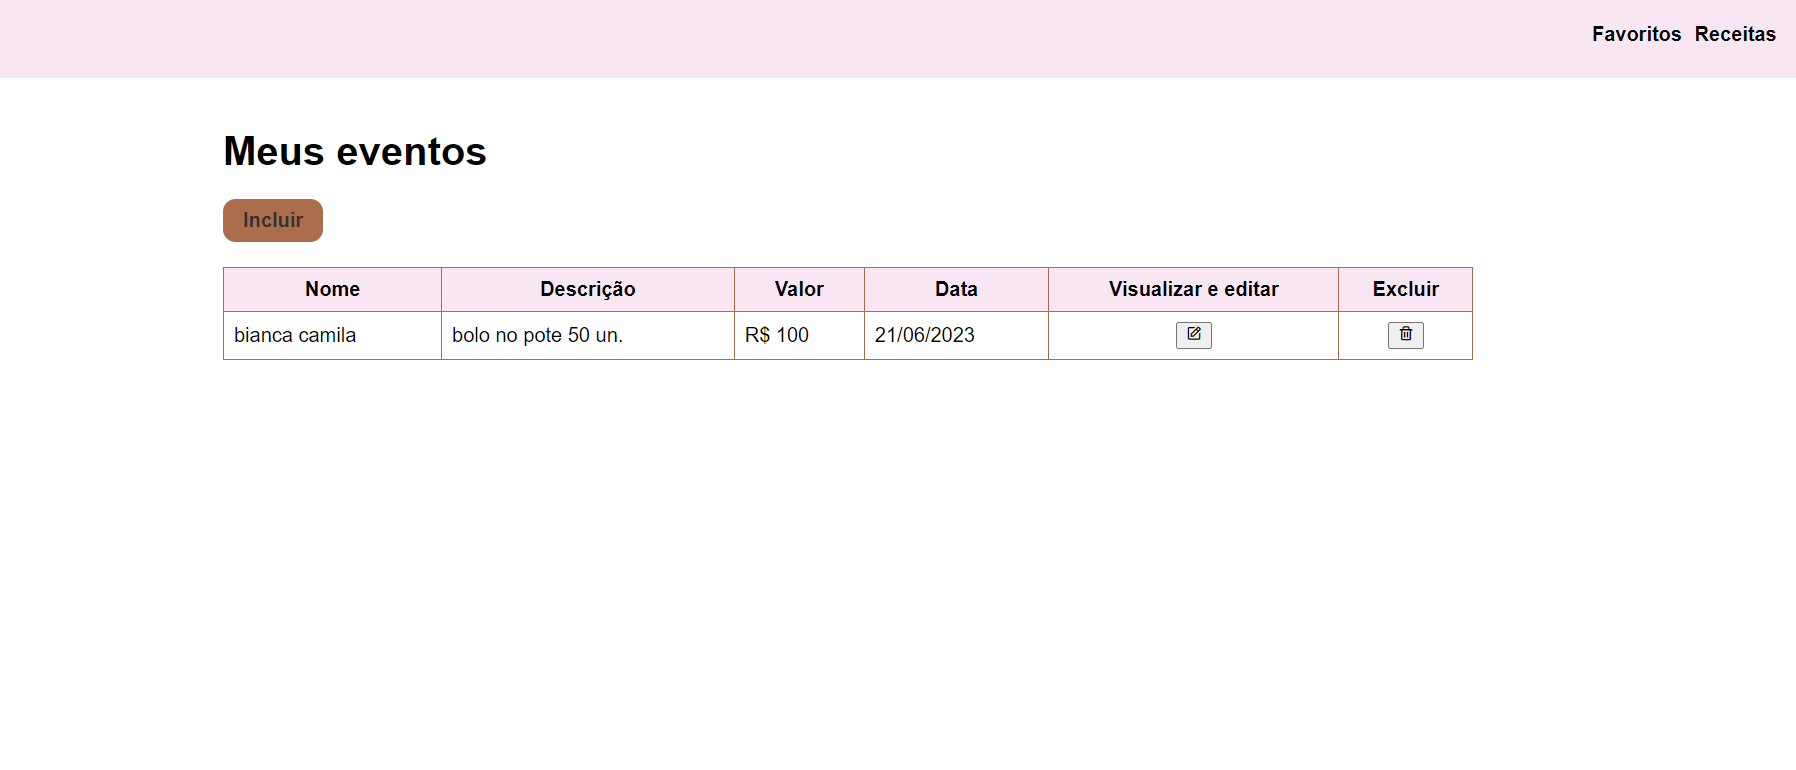 Favoritos Receitas
Meus eventos
Incluir
Nome Descrição Valor Data Visualizar e editar Excluir
bianca camila bolo no pote 50 un. R$ 100 21/06/2023